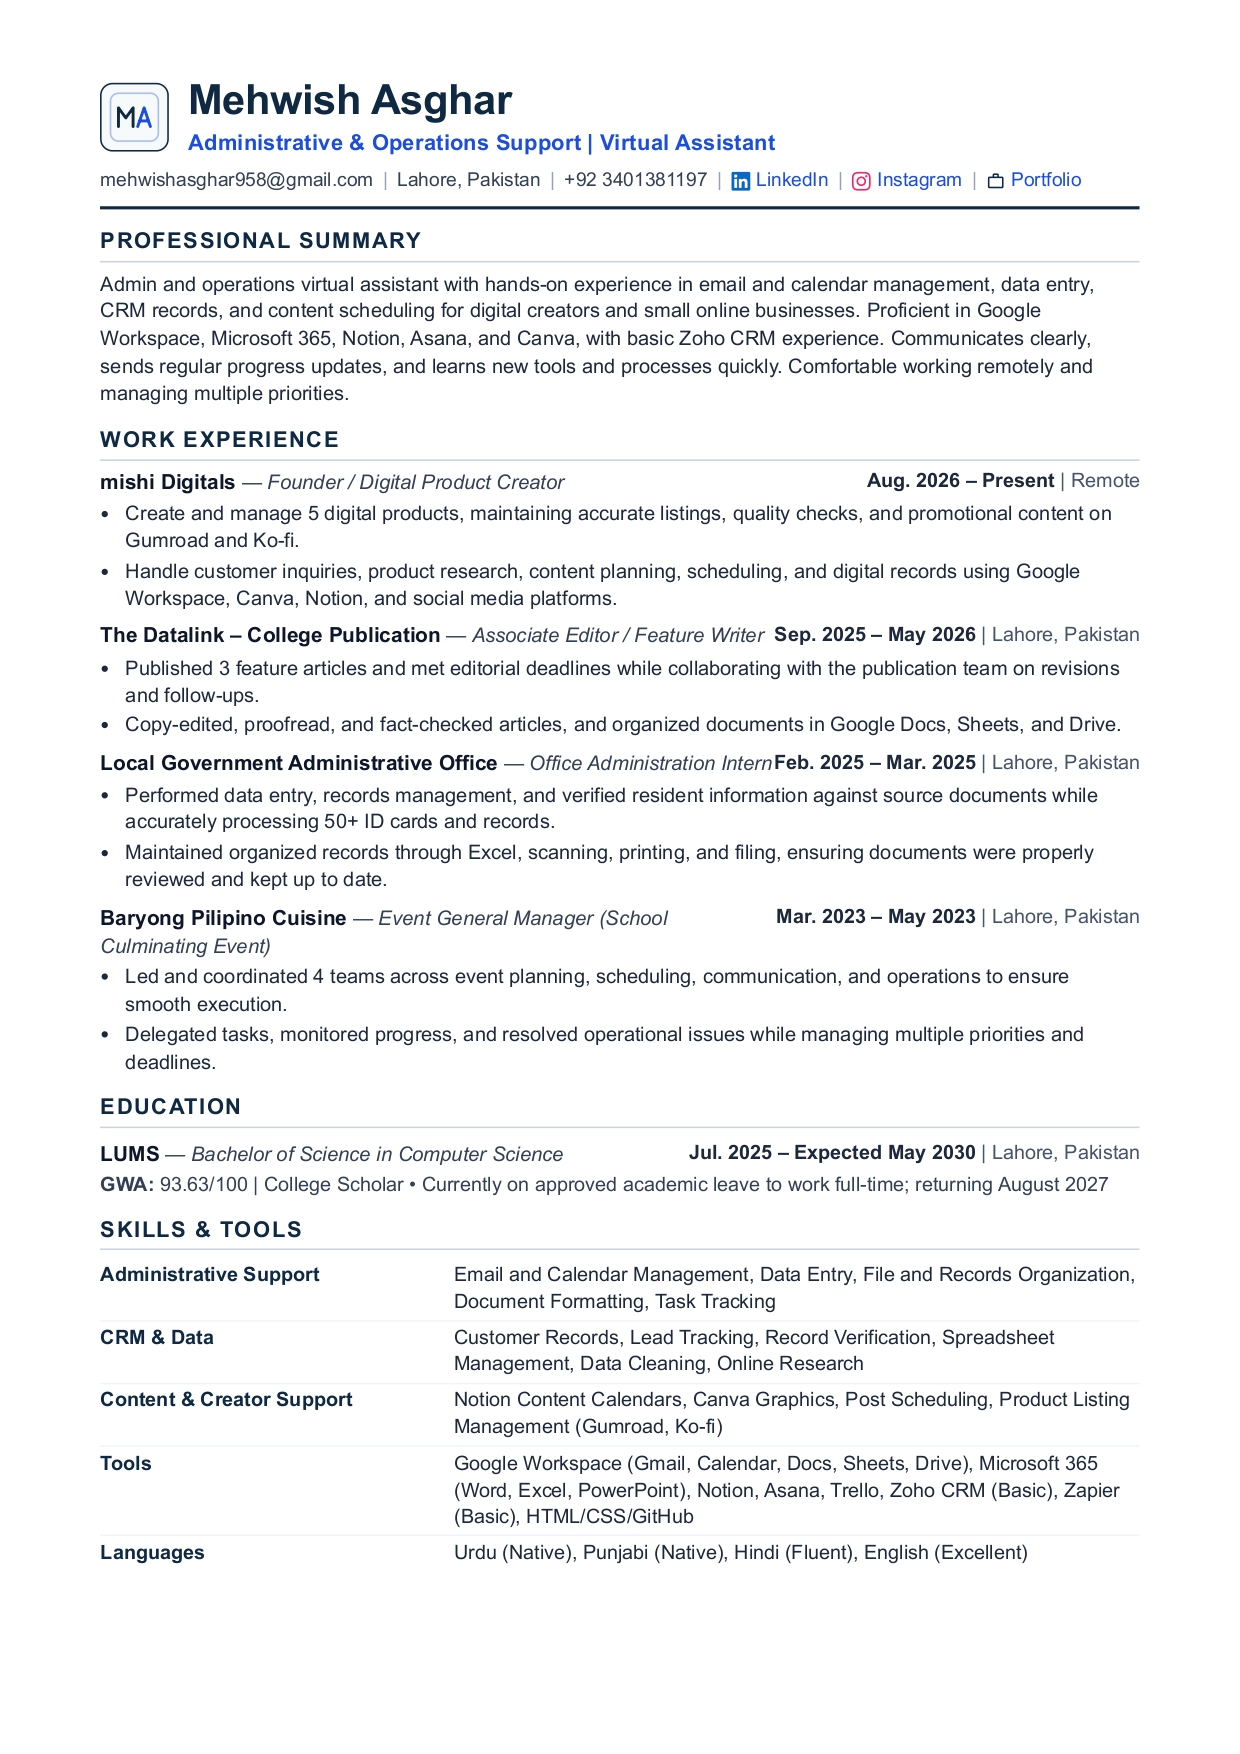 MA
Mehwish Asghar
Administrative & Operations Support | Virtual Assistant
mehwishasghar958@gmail.com | Lahore, Pakistan | +92 3401381197 | in LinkedIn | Instagram | Portfolio
PROFESSIONAL SUMMARY
Admin and operations virtual assistant with hands-on experience in email and calendar management, data entry,
CRM records, and content scheduling for digital creators and small online businesses. Proficient in Google
Workspace, Microsoft 365, Notion, Asana, and Canva, with basic Zoho CRM experience. Communicates clearly,
sends regular progress updates, and learns new tools and processes quickly. Comfortable working remotely and
managing multiple priorities.
WORK EXPERIENCE
mishi Digitals — Founder / Digital Product Creator Aug. 2026 – Present | Remote
• Create and manage 5 digital products, maintaining accurate listings, quality checks, and promotional content on
Gumroad and Ko-fi.
• Handle customer inquiries, product research, content planning, scheduling, and digital records using Google
Workspace, Canva, Notion, and social media platforms.
The Datalink – College Publication — Associate Editor / Feature Writer Sep. 2025 – May 2026 | Lahore, Pakistan
• Published 3 feature articles and met editorial deadlines while collaborating with the publication team on revisions
and follow-ups.
• Copy-edited, proofread, and fact-checked articles, and organized documents in Google Docs, Sheets, and Drive.
Local Government Administrative Office — Office Administration Intern Feb. 2025 – Mar. 2025 | Lahore, Pakistan
• Performed data entry, records management, and verified resident information against source documents while
accurately processing 50+ ID cards and records.
• Maintained organized records through Excel, scanning, printing, and filing, ensuring documents were properly
reviewed and kept up to date.
Baryong Pilipino Cuisine — Event General Manager (School Mar. 2023 – May 2023 | Lahore, Pakistan
Culminating Event)
• Led and coordinated 4 teams across event planning, scheduling, communication, and operations to ensure
smooth execution.
• Delegated tasks, monitored progress, and resolved operational issues while managing multiple priorities and
deadlines.
EDUCATION
LUMS — Bachelor of Science in Computer Science Jul. 2025 – Expected May 2030 | Lahore, Pakistan
GWA: 93.63/100 | College Scholar • Currently on approved academic leave to work full-time; returning August 2027
SKILLS & TOOLS
Administrative Support Email and Calendar Management, Data Entry, File and Records Organization,
Document Formatting, Task Tracking
CRM & Data Customer Records, Lead Tracking, Record Verification, Spreadsheet
Management, Data Cleaning, Online Research
Content & Creator Support Notion Content Calendars, Canva Graphics, Post Scheduling, Product Listing
Management (Gumroad, Ko-fi)
Tools Google Workspace (Gmail, Calendar, Docs, Sheets, Drive), Microsoft 365
(Word, Excel, PowerPoint), Notion, Asana, Trello, Zoho CRM (Basic), Zapier
(Basic), HTML/CSS/GitHub
Languages Urdu (Native), Punjabi (Native), Hindi (Fluent), English (Excellent)